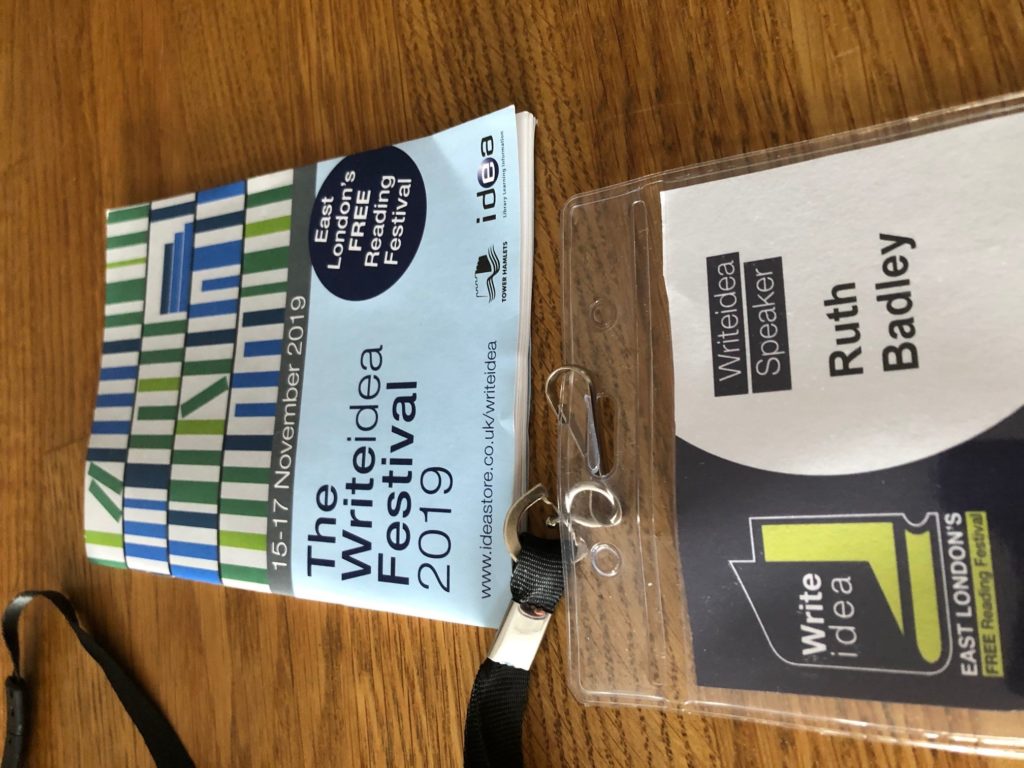 15-17 November 2019
The
Writeidea
Festival
2019
East
London's
FREE
Reading
Festival
www.ideastore.co.uk/writeidea
TOWER HAMLETS
idea
Library Learning Information
Writeidea
Speaker
Ruth
Badley
Write
idea
EAST LONDON'S
FREE Reading Festival